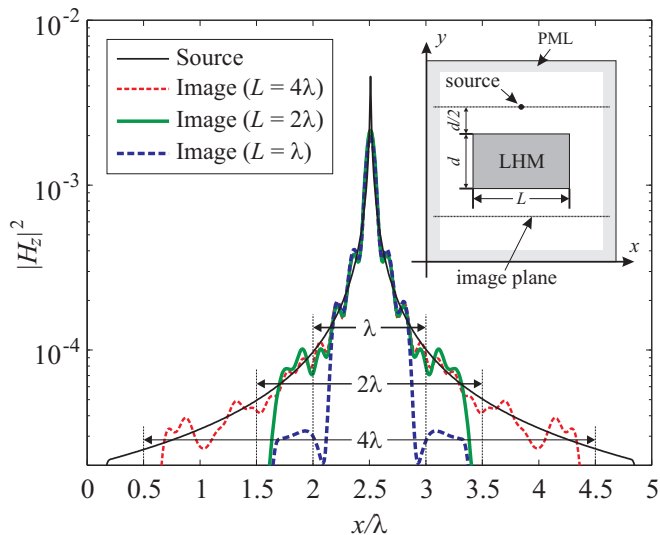 10⁻²
10⁻³
10⁻⁴
|H_z|²
Source
Image (L = 4λ)
Image (L = 2λ)
Image (L = λ)
y
PML
source
d/2
d
LHM
L
x
image plane
λ
2λ
4λ
0 0.5 1 1.5 2 2.5 3 3.5 4 4.5 5
x/λ